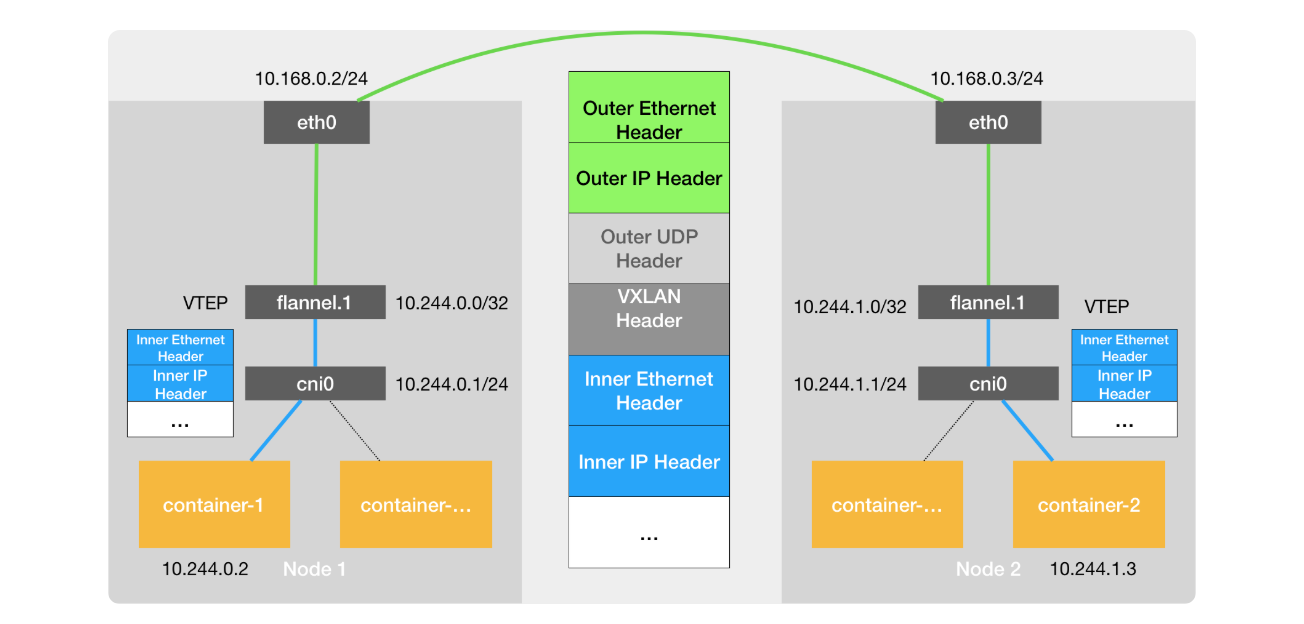 10.168.0.2/24
eth0
VTEP
flannel.1
10.244.0.0/32
Inner Ethernet
Header
Inner IP
Header
...
cni0
10.244.0.1/24
container-1
container-...
10.244.0.2
Node 1
Outer Ethernet
Header
Outer IP Header
Outer UDP
Header
VXLAN
Header
Inner Ethernet
Header
Inner IP Header
...
10.168.0.3/24
eth0
10.244.1.0/32
flannel.1
VTEP
10.244.1.1/24
cni0
Inner Ethernet
Header
Inner IP
Header
...
container-...
container-2
Node 2
10.244.1.3